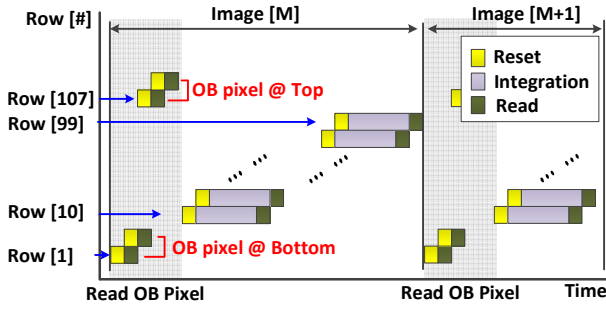 Row [#]
Image [M]
Image [M+1]
Reset
Integration
Read
OB pixel @ Top
Row [107]
Row [99]
Row [10]
OB pixel @ Bottom
Row [1]
Read OB Pixel
Read OB Pixel
Time